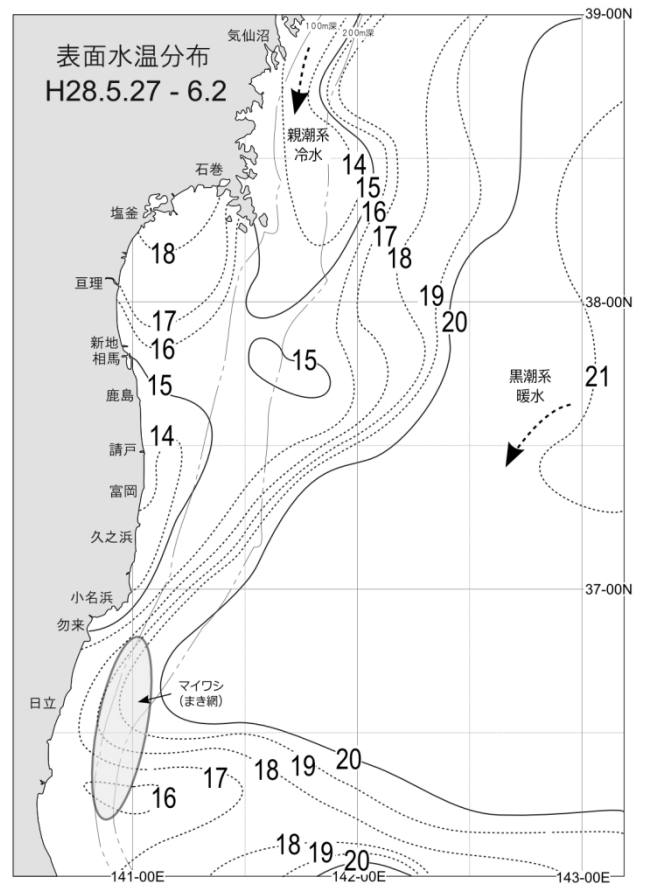 表面水温分布
H28.5.27 - 6.2
気仙沼
100m深
200m深
39-00N
親潮系
冷水
石巻
塩釜
14
15
16
17
18
18
亘理
19
20
38-00N
17
16
新地
相馬
15
15
鹿島
黒潮系
暖水
21
14
請戸
富岡
久之浜
小名浜
37-00N
勿来
マイワシ
(まき網)
日立
20
19
18
17
16
18
19
20
141-00E
142-00E
143-00E